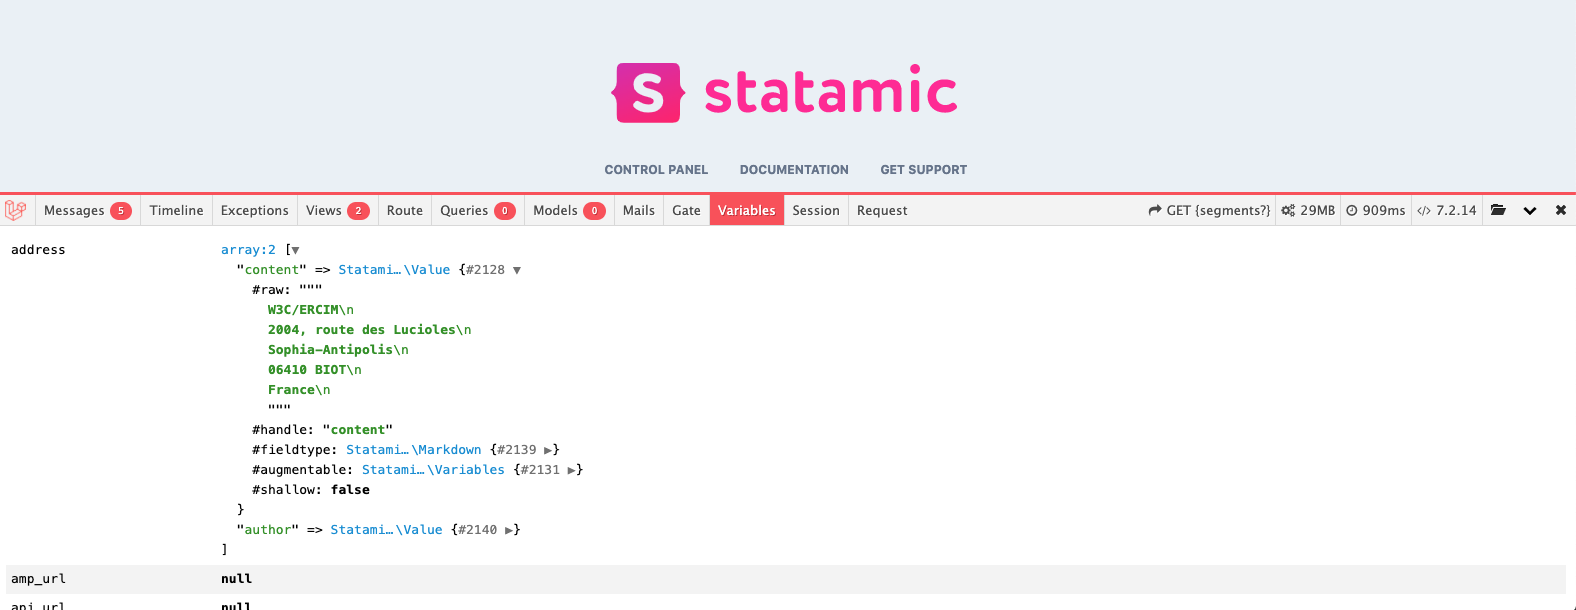 S statamic
CONTROL PANEL DOCUMENTATION GET SUPPORT
Messages 5 Timeline Exceptions Views 2 Route Queries 0 Models 0 Mails Gate Variables Session Request GET {segments?} 29MB 909ms </> 7.2.14
address array:2 [▼
"content" => Statami…\Value {#2128 ▼
#raw: """
W3C/ERCIM\n
2004, route des Lucioles\n
Sophia-Antipolis\n
06410 BIOT\n
France\n
"""
#handle: "content"
#fieldtype: Statami…\Markdown {#2139 ▶}
#augmentable: Statami…\Variables {#2131 ▶}
#shallow: false
}
"author" => Statami…\Value {#2140 ▶}
]
amp_url null
api_url null